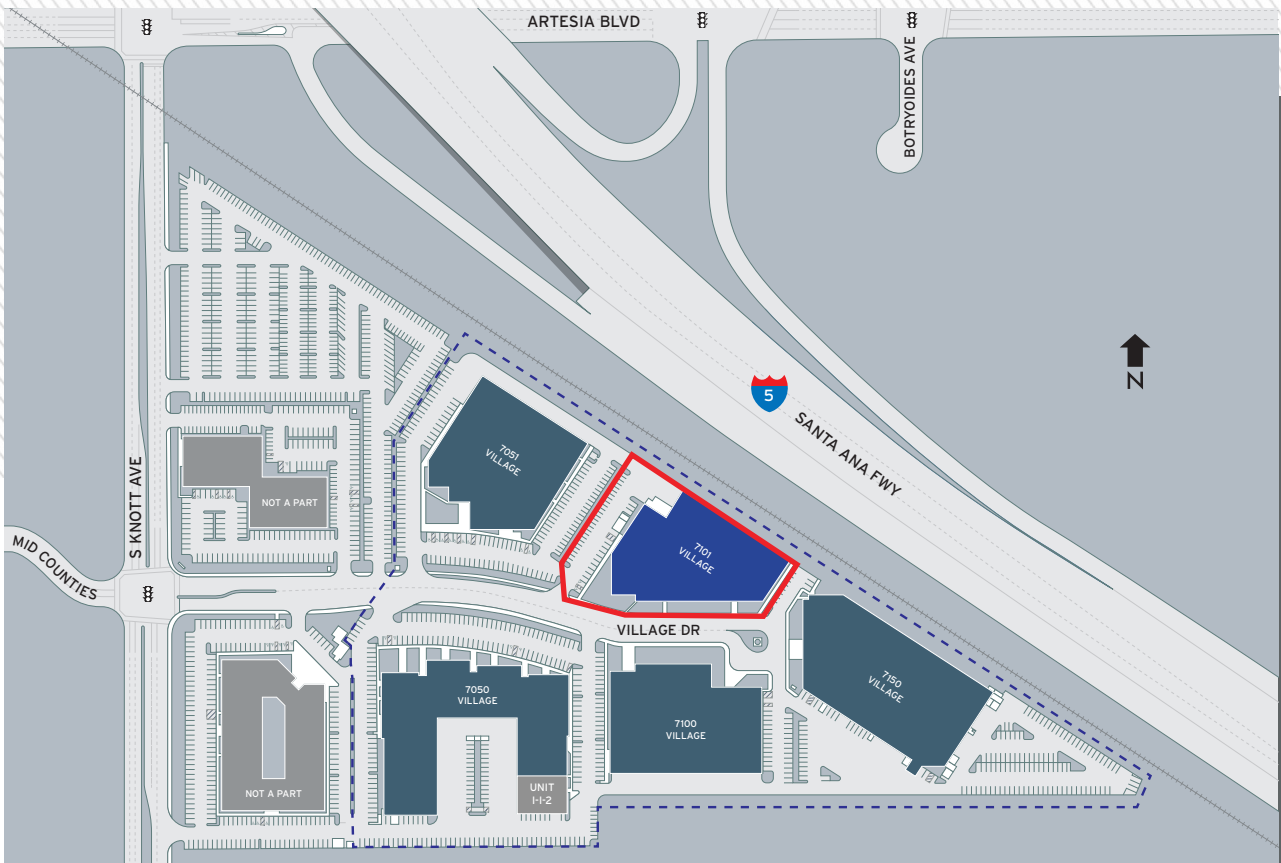 ARTESIA BLVD
BOTRYOIDES AVE
N
5
SANTA ANA FWY
S KNOTT AVE
MID COUNTIES
7051
VILLAGE
NOT A PART
7101
VILLAGE
VILLAGE DR
7150
VILLAGE
7050
VILLAGE
7100
VILLAGE
UNIT
1-1-2
NOT A PART